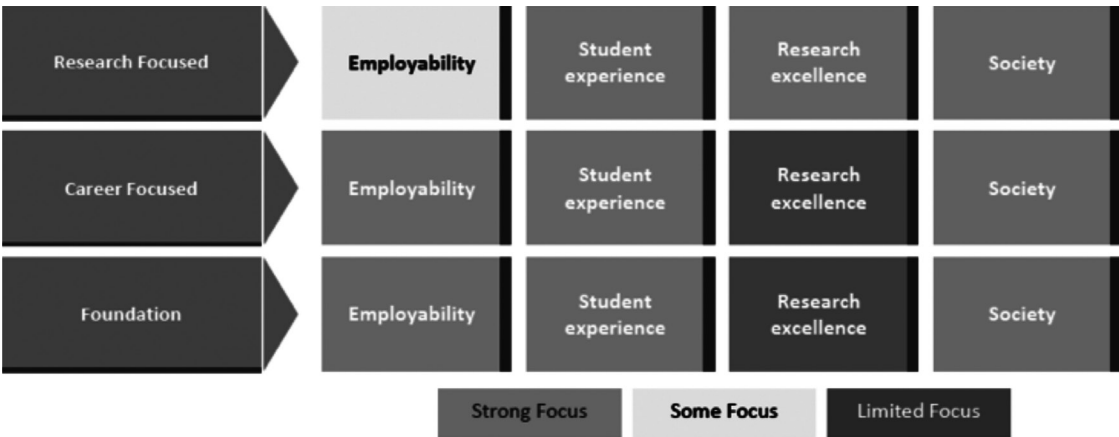 Research Focused
Employability
Student
experience
Research
excellence
Society
Career Focused
Employability
Student
experience
Research
excellence
Society
Foundation
Employability
Student
experience
Research
excellence
Society
Strong Focus
Some Focus
Limited Focus